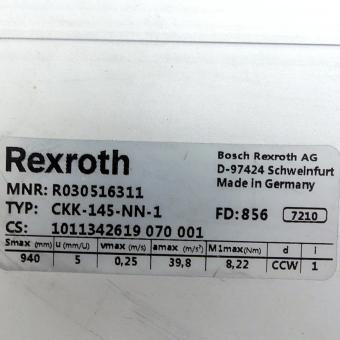 Rexroth
Bosch Rexroth AG
D-97424 Schweinfurt
Made in Germany
MNR: R030516311
TYP: CKK-145-NN-1
FD: 856 7210
CS: 1011342619 070 001
Smax (mm) u (mm/U) vmax (m/s) amax (m/s²) M1max(Nm) d i
940 5 0,25 39,8 8,22 CCW 1